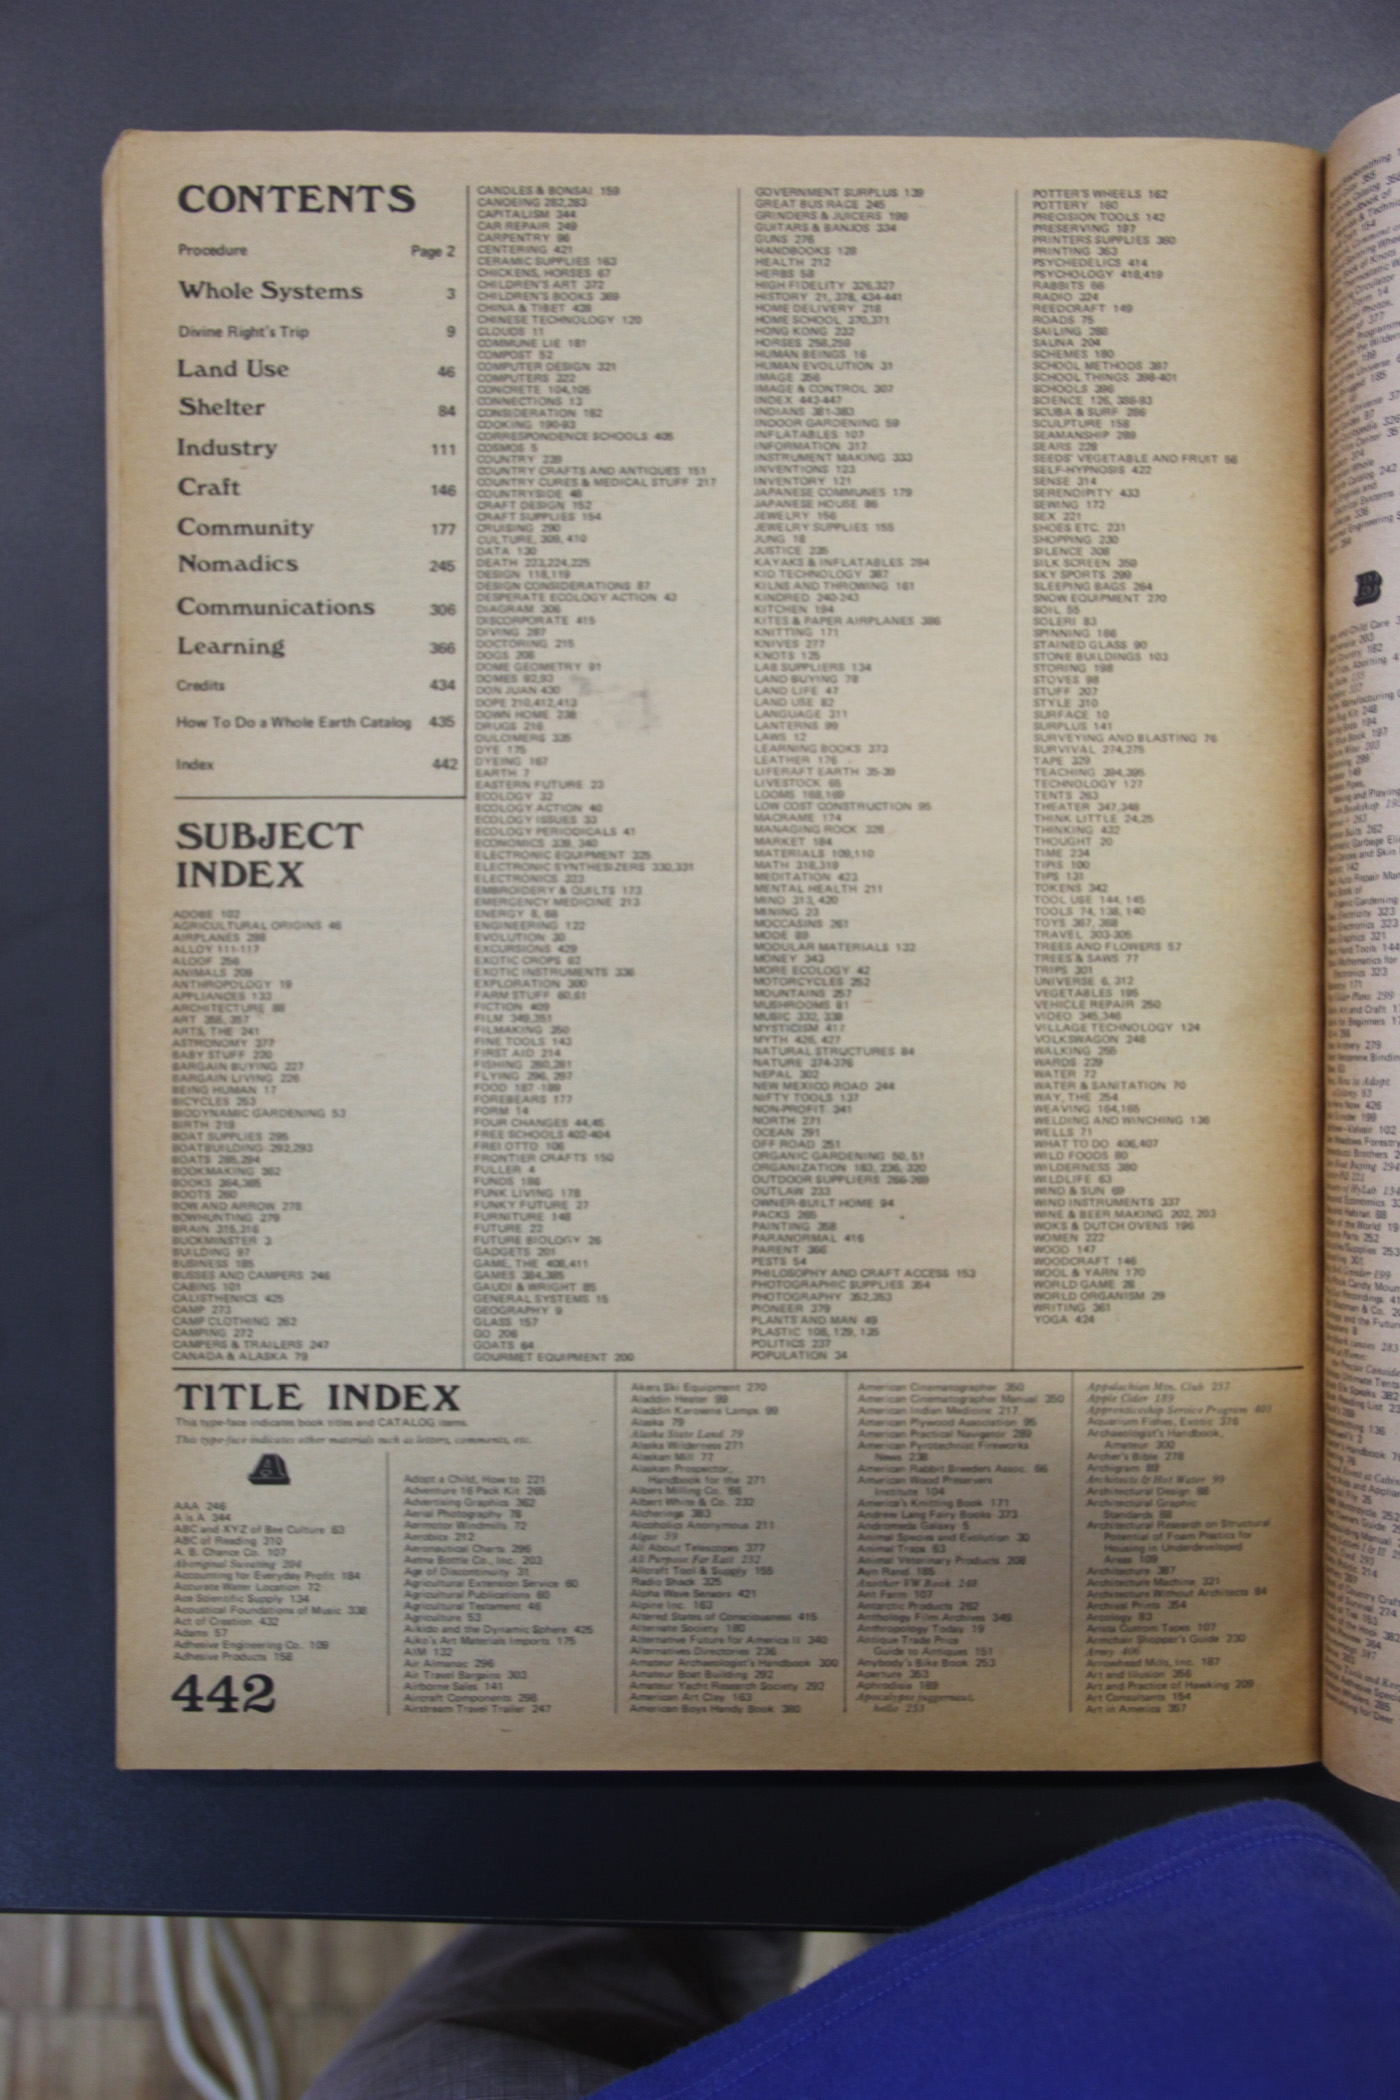 CONTENTS
Procedure Page 2
Whole Systems 3
Divine Right's Trip 9
Land Use 46
Shelter 84
Industry 111
Craft 146
Community 177
Nomadics 245
Communications 306
Learning 366
Credits 434
How To Do a Whole Earth Catalog 435
Index 442
SUBJECT
INDEX
ADOBE 102
AGRICULTURAL ORIGINS 46
AIRPLANES 298
ALLOY 111-117
ALOOF 256
ANIMALS 209
ANTHROPOLOGY 19
APPLIANCES 133
ARCHITECTURE 88
ART 356, 357
ARTS, THE 241
ASTRONOMY 377
BABY STUFF 220
BARGAIN BUYING 227
BARGAIN LIVING 226
BEING HUMAN 17
BICYCLES 253
BIODYNAMIC GARDENING 53
BIRTH 219
BOAT SUPPLIES 295
BOATBUILDING 292,293
BOATS 285,294
BOOKMAKING 362
BOOKS 364,365
BOOTS 260
BOW AND ARROW 278
BOWHUNTING 279
BRAIN 315,316
BUCKMINSTER 3
BUILDING 97
BUSINESS 185
BUSSES AND CAMPERS 246
CABINS 101
CALISTHENICS 425
CAMP 273
CAMP CLOTHING 262
CAMPING 272
CAMPERS & TRAILERS 247
CANADA & ALASKA 79
CANDLES & BONSAI 159
CANOEING 282,283
CAPITALISM 344
CAR REPAIR 249
CARPENTRY 96
CENTERING 421
CERAMIC SUPPLIES 163
CHICKENS, HORSES 67
CHILDREN'S ART 372
CHILDREN'S BOOKS 369
CHINA & TIBET 428
CHINESE TECHNOLOGY 120
CLOUDS 11
COMMUNE LIE 181
COMPOST 52
COMPUTER DESIGN 321
COMPUTERS 322
CONCRETE 104,105
CONNECTIONS 13
CONSIDERATION 182
COOKING 190-93
CORRESPONDENCE SCHOOLS 405
COSMOS 5
COUNTRY 239
COUNTRY CRAFTS AND ANTIQUES 151
COUNTRY CURES & MEDICAL STUFF 217
COUNTRYSIDE 48
CRAFT DESIGN 152
CRAFT SUPPLIES 154
CRUISING 290
CULTURE, 309, 410
DATA 130
DEATH 223,224,225
DESIGN 118,119
DESIGN CONSIDERATIONS 87
DESPERATE ECOLOGY ACTION 43
DIAGRAM 306
DISCORPORATE 415
DIVING 287
DOCTORING 215
DOGS 208
DOME GEOMETRY 91
DOMES 92,93
DON JUAN 430
DOPE 210,412,413
DOWN HOME 238
DRUGS 216
DULCIMERS 335
DYE 175
DYEING 167
EARTH 7
EASTERN FUTURE 23
ECOLOGY 32
ECOLOGY ACTION 40
ECOLOGY ISSUES 33
ECOLOGY PERIODICALS 41
ECONOMICS 339, 340
ELECTRONIC EQUIPMENT 325
ELECTRONIC SYNTHESIZERS 330,331
ELECTRONICS 323
EMBROIDERY & QUILTS 173
EMERGENCY MEDICINE 213
ENERGY 8, 68
ENGINEERING 122
EVOLUTION 30
EXCURSIONS 429
EXOTIC CROPS 62
EXOTIC INSTRUMENTS 336
EXPLORATION 300
FARM STUFF 60,61
FICTION 409
FILM 349,351
FILMAKING 350
FINE TOOLS 143
FIRST AID 214
FISHING 280,281
FLYING 296, 297
FOOD 187-189
FOREBEARS 177
FORM 14
FOUR CHANGES 44,45
FREE SCHOOLS 402-404
FREI OTTO 106
FRONTIER CRAFTS 150
FULLER 4
FUNDS 186
FUNK LIVING 178
FUNKY FUTURE 27
FURNITURE 148
FUTURE 22
FUTURE BIOLOGY 26
GADGETS 201
GAME, THE 408,411
GAMES 384,385
GAUDI & WRIGHT 85
GENERAL SYSTEMS 15
GEOGRAPHY 9
GLASS 157
GO 206
GOATS 64
GOURMET EQUIPMENT 200
GOVERNMENT SURPLUS 139
GREAT BUS RACE 245
GRINDERS & JUICERS 199
GUITARS & BANJOS 334
GUNS 276
HANDBOOKS 128
HEALTH 212
HERBS 58
HIGH FIDELITY 326,327
HISTORY 21, 378, 434-441
HOME DELIVERY 218
HOME SCHOOL 370,371
HONG KONG 232
HORSES 258,259
HUMAN BEINGS 16
HUMAN EVOLUTION 31
IMAGE 356
IMAGE & CONTROL 307
INDEX 442-447
INDIANS 381-383
INDOOR GARDENING 59
INFLATABLES 107
INFORMATION 317
INSTRUMENT MAKING 333
INVENTIONS 123
INVENTORY 121
JAPANESE COMMUNES 179
JAPANESE HOUSE 86
JEWELRY 156
JEWELRY SUPPLIES 155
JUNG 18
JUSTICE 235
KAYAKS & INFLATABLES 284
KID TECHNOLOGY 387
KILNS AND THROWING 161
KINDRED 240-243
KITCHEN 194
KITES & PAPER AIRPLANES 386
KNITTING 171
KNIVES 277
KNOTS 125
LAB SUPPLIERS 134
LAND BUYING 78
LAND LIFE 47
LAND USE 82
LANGUAGE 311
LANTERNS 99
LAWS 12
LEARNING BOOKS 373
LEATHER 176
LIFERAFT EARTH 35-39
LIVESTOCK 65
LOOMS 168,169
LOW COST CONSTRUCTION 95
MACRAME 174
MANAGING ROCK 328
MARKET 184
MATERIALS 109,110
MATH 318,319
MEDITATION 423
MENTAL HEALTH 211
MIND 313, 420
MINING 23
MOCCASINS 261
MODE 89
MODULAR MATERIALS 132
MONEY 343
MORE ECOLOGY 42
MOTORCYCLES 252
MOUNTAINS 257
MUSHROOMS 81
MUSIC 332, 338
MYSTICISM 417
MYTH 426, 427
NATURAL STRUCTURES 84
NATURE 374-376
NEPAL 302
NEW MEXICO ROAD 244
NIFTY TOOLS 137
NON-PROFIT 341
NORTH 271
OCEAN 291
OFF ROAD 251
ORGANIC GARDENING 50, 51
ORGANIZATION 183, 236, 320
OUTDOOR SUPPLIERS 266-269
OUTLAW 233
OWNER-BUILT HOME 94
PACKS 265
PAINTING 358
PARANORMAL 416
PARENT 366
PESTS 54
PHILOSOPHY AND CRAFT ACCESS 153
PHOTOGRAPHIC SUPPLIES 354
PHOTOGRAPHY 352,353
PIONEER 379
PLANTS AND MAN 49
PLASTIC 108, 129, 135
POLITICS 237
POPULATION 34
POTTER'S WHEELS 162
POTTERY 160
PRECISION TOOLS 142
PRESERVING 197
PRINTERS SUPPLIES 360
PRINTING 363
PSYCHEDELICS 414
PSYCHOLOGY 418,419
RABBITS 66
RADIO 324
REEDCRAFT 149
ROADS 75
SAILING 288
SAUNA 204
SCHEMES 180
SCHOOL METHODS 397
SCHOOL THINGS 398-401
SCHOOLS 396
SCIENCE 126, 388-93
SCUBA & SURF 286
SCULPTURE 158
SEAMANSHIP 289
SEARS 228
SEEDS' VEGETABLE AND FRUIT 56
SELF-HYPNOSIS 422
SENSE 314
SERENDIPITY 433
SEWING 172
SEX 221
SHOES ETC. 231
SHOPPING 230
SILENCE 308
SILK SCREEN 359
SKY SPORTS 299
SLEEPING BAGS 264
SNOW EQUIPMENT 270
SOIL 55
SOLERI 83
SPINNING 166
STAINED GLASS 90
STONE BUILDINGS 103
STORING 198
STOVES 98
STUFF 207
STYLE 310
SURFACE 10
SURPLUS 141
SURVEYING AND BLASTING 76
SURVIVAL 274,275
TAPE 329
TEACHING 394,395
TECHNOLOGY 127
TENTS 263
THEATER 347,348
THINK LITTLE 24,25
THINKING 432
THOUGHT 20
TIME 234
TIPIS 100
TIPS 131
TOKENS 342
TOOL USE 144, 145
TOOLS 74, 138, 140
TOYS 367, 368
TRAVEL 303-305
TREES AND FLOWERS 57
TREES & SAWS 77
TRIPS 301
UNIVERSE 6, 312
VEGETABLES 195
VEHICLE REPAIR 250
VIDEO 345,346
VILLAGE TECHNOLOGY 124
VOLKSWAGON 248
WALKING 255
WARDS 229
WATER 72
WATER & SANITATION 70
WAY, THE 254
WEAVING 164,165
WELDING AND WINCHING 136
WELLS 71
WHAT TO DO 406,407
WILD FOODS 80
WILDERNESS 380
WILDLIFE 63
WIND & SUN 69
WIND INSTRUMENTS 337
WINE & BEER MAKING 202, 203
WOKS & DUTCH OVENS 196
WOMEN 222
WOOD 147
WOODCRAFT 146
WOOL & YARN 170
WORLD GAME 28
WORLD ORGANISM 29
WRITING 361
YOGA 424
TITLE INDEX
This type-face indicates book titles and CATALOG items.
This type-face indicates other materials such as letters, comments, etc.
A
AAA 246
A is A 344
ABC and XYZ of Bee Culture 63
ABC of Reading 310
A. B. Chance Co. 107
Aboriginal Sweating 204
Accounting for Everyday Profit 184
Accurate Water Location 72
Ace Scientific Supply 134
Acoustical Foundations of Music 338
Act of Creation 432
Adams 57
Adhesive Engineering Co. 109
Adhesive Products 158
442
Adopt a Child, How to 221
Adventure 16 Pack Kit 265
Advertising Graphics 362
Aerial Photography 78
Aermotor Windmills 72
Aerobics 212
Aeronautical Charts 296
Aetna Bottle Co., Inc. 203
Age of Discontinuity 31
Agricultural Extension Service 60
Agricultural Publications 60
Agricultural Testament 46
Agriculture 53
Aikido and the Dynamic Sphere 425
Aiko's Art Materials Imports 175
AIM 132
Air Almanac 296
Air Travel Bargains 303
Airborne Sales 141
Aircraft Components 298
Airstream Travel Trailer 247
Akers Ski Equipment 270
Aladdin Heater 99
Aladdin Kerosene Lamps 99
Alaska 79
Alaska State Land 79
Alaska Wilderness 271
Alaskan Mill 77
Alaskan Prospector,
Handbook for the 271
Albers Milling Co. 66
Albert White & Co. 232
Alcheringa 383
Alcoholics Anonymous 211
Algae 59
All About Telescopes 377
All Purpose Far East 232
Allcraft Tool & Supply 155
Radio Shack 325
Alpha Wave Sensors 421
Alpine Inc. 163
Altered States of Consciousness 415
Alternate Society 180
Alternative Future for America II 340
Alternatives Directories 236
Amateur Archaeologist's Handbook 300
Amateur Boat Building 292
Amateur Yacht Research Society 292
American Art Clay 163
American Boys Handy Book 380
American Cinematographer 350
American Cinematographer Manual 350
American Indian Medicine 217
American Plywood Association 95
American Practical Navigator 289
American Pyrotechnist Fireworks
News 238
American Rabbit Breeders Assoc. 66
American Wood Preservers
Institute 104
America's Knitting Book 171
Andrew Lang Fairy Books 373
Andromeda Galaxy 5
Animal Species and Evolution 30
Animal Traps 63
Animal Veterinary Products 208
Ayn Rand 185
Another VW Book 248
Ant Farm 107
Antarctic Products 262
Anthology Film Archives 349
Anthropology Today 19
Antique Trade Price
Guide to Antiques 151
Anybody's Bike Book 253
Aperture 353
Aphrodisia 189
Apocalypse juggernaut,
hello 233
Appalachian Mtn. Club 257
Apple Cider 189
Apprenticeship Service Program 403
Aquarium Fishes, Exotic 376
Archaeologist's Handbook,
Amateur 300
Archer's Bible 278
Archigram 89
Architects & Hot Water 99
Architectural Design 88
Architectural Graphic
Standards 88
Architectural Research on Structural
Potential of Foam Plastics for
Housing in Underdeveloped
Areas 109
Architecture 387
Architecture Machine 321
Architecture Without Architects 84
Archival Prints 354
Arcology 83
Arista Custom Tapes 107
Armchair Shopper's Guide 230
Army 406
Arrowhead Mills, Inc. 187
Art and Illusion 356
Art and Practice of Hawking 209
Art Consultants 154
Art in America 357
B